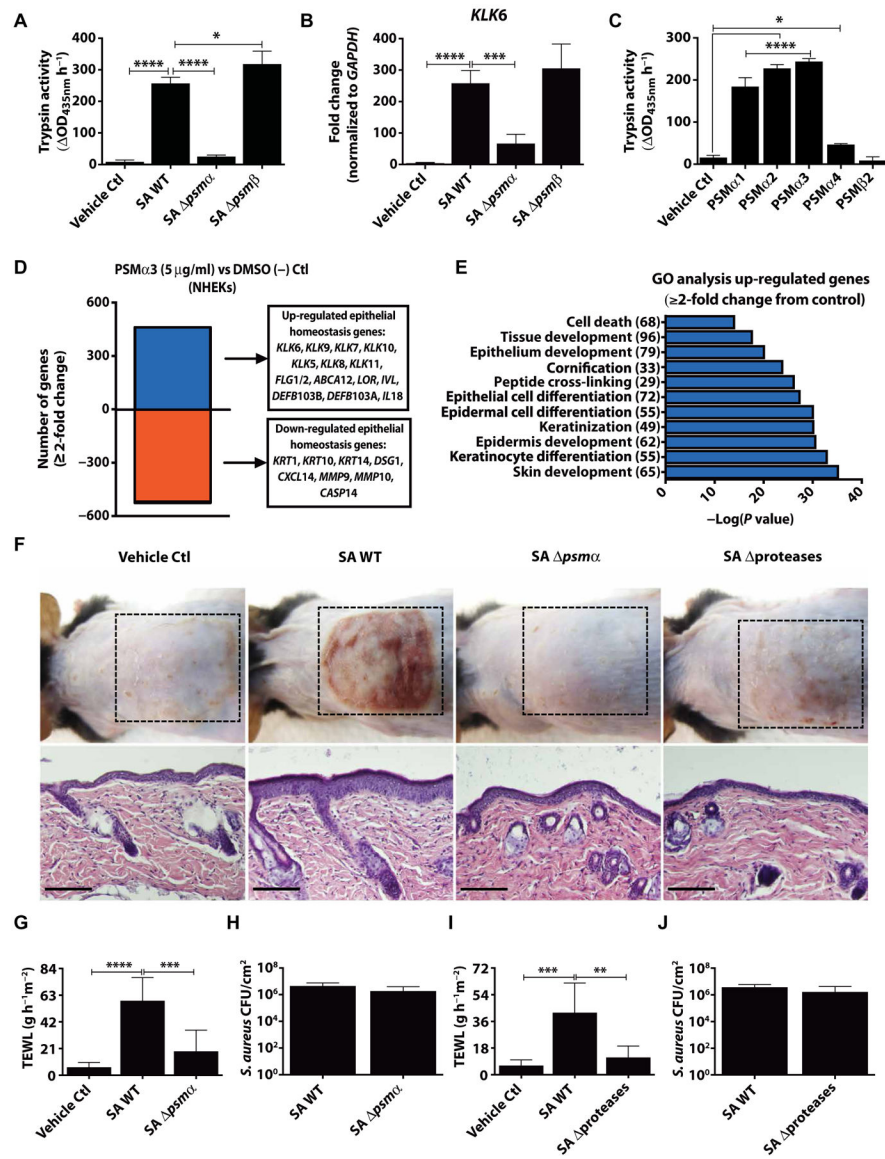 A
Trypsin activity
(ΔOD435nm h−1)
400
300
200
100
0
****
****
*
Vehicle Ctl
SA WT
SA Δpsmα
SA Δpsmβ
B
KLK6
Fold change
(normalized to GAPDH)
400
300
200
100
0
****
***
Vehicle Ctl
SA WT
SA Δpsmα
SA Δpsmβ
C
Trypsin activity
(ΔOD435nm h−1)
300
200
100
0
*
****
Vehicle Ctl
PSMα1
PSMα2
PSMα3
PSMα4
PSMβ2
D
PSMα3 (5 μg/ml) vs DMSO (−) Ctl
(NHEKs)
Number of genes
(≥2-fold change)
600
300
0
−300
−600
Up-regulated epithelial
homeostasis genes:
KLK6, KLK9, KLK7, KLK10,
KLK5, KLK8, KLK11,
FLG1/2, ABCA12, LOR, IVL,
DEFB103B, DEFB103A, IL18
Down-regulated epithelial
homeostasis genes:
KRT1, KRT10, KRT14, DSG1,
CXCL14, MMP9, MMP10,
CASP14
E
GO analysis up-regulated genes
(≥2-fold change from control)
Cell death (68)
Tissue development (96)
Epithelium development (79)
Cornification (33)
Peptide cross-linking (29)
Epithelial cell differentiation (72)
Epidermal cell differentiation (55)
Keratinization (49)
Epidermis development (62)
Keratinocyte differentiation (55)
Skin development (65)
0
10
20
30
40
−Log(P value)
F
Vehicle Ctl
SA WT
SA Δpsmα
SA Δproteases
G
TEWL (g h−1m−2)
84
63
42
21
0
****
***
Vehicle Ctl
SA WT
SA Δpsmα
H
S. aureus CFU/cm2
10⁸
10⁶
10⁴
10²
10⁰
SA WT
SA Δpsmα
I
TEWL (g h−1m−2)
72
54
36
18
0
***
**
Vehicle Ctl
SA WT
SA Δproteases
J
S. aureus CFU/cm2
10⁸
10⁶
10⁴
10²
10⁰
SA WT
SA Δproteases